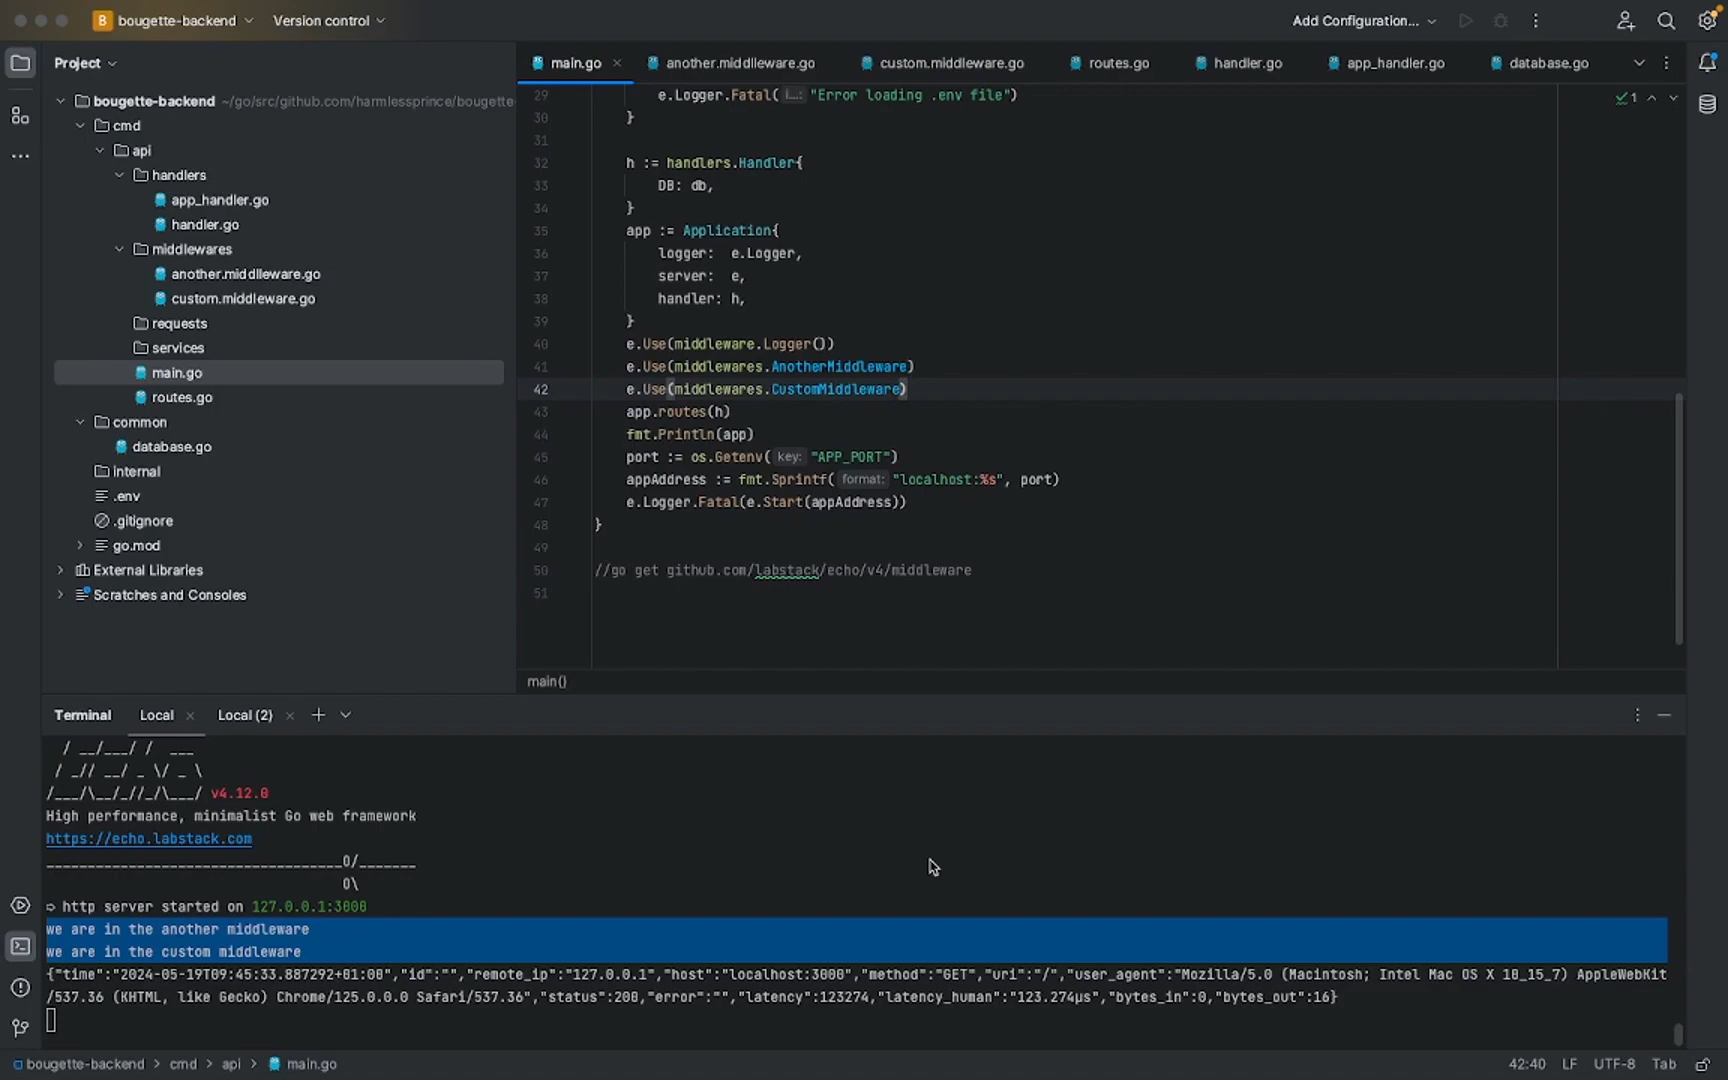 B bougette-backend Version control Add Configuration...
Project
main.go another.middlleware.go custom.middleware.go routes.go handler.go app_handler.go database.go
bougette-backend ~/go/src/github.com/harmlessprince/bougette
cmd
api
handlers
app_handler.go
handler.go
middlewares
another.middlleware.go
custom.middleware.go
requests
services
main.go
routes.go
common
database.go
internal
.env
.gitignore
go.mod
External Libraries
Scratches and Consoles
1
29 e.Logger.Fatal( i...: "Error loading .env file")
30 }
31
32 h := handlers.Handler{
33 DB: db,
34 }
35 app := Application{
36 logger: e.Logger,
37 server: e,
38 handler: h,
39 }
40 e.Use(middleware.Logger())
41 e.Use(middlewares.AnotherMiddleware)
42 e.Use(middlewares.CustomMiddleware)
43 app.routes(h)
44 fmt.Println(app)
45 port := os.Getenv( key: "APP_PORT")
46 appAddress := fmt.Sprintf( format: "localhost:%s", port)
47 e.Logger.Fatal(e.Start(appAddress))
48 }
49
50 //go get github.com/labstack/echo/v4/middleware
51
main()
Terminal Local Local (2)
/ __/___/ / ___
/ _// __/ _ \/ _ \
/___/\__/_//_/\___/ v4.12.0
High performance, minimalist Go web framework
https://echo.labstack.com
____________________________________O/_______
O\
⇨ http server started on 127.0.0.1:3000
we are in the another middleware
we are in the custom middleware
{"time":"2024-05-19T09:45:33.887292+01:00","id":"","remote_ip":"127.0.0.1","host":"localhost:3000","method":"GET","uri":"/","user_agent":"Mozilla/5.0 (Macintosh; Intel Mac OS X 10_15_7) AppleWebKit
/537.36 (KHTML, like Gecko) Chrome/125.0.0.0 Safari/537.36","status":200,"error":"","latency":123274,"latency_human":"123.274µs","bytes_in":0,"bytes_out":16}
bougette-backend > cmd > api > main.go 42:40 LF UTF-8 Tab